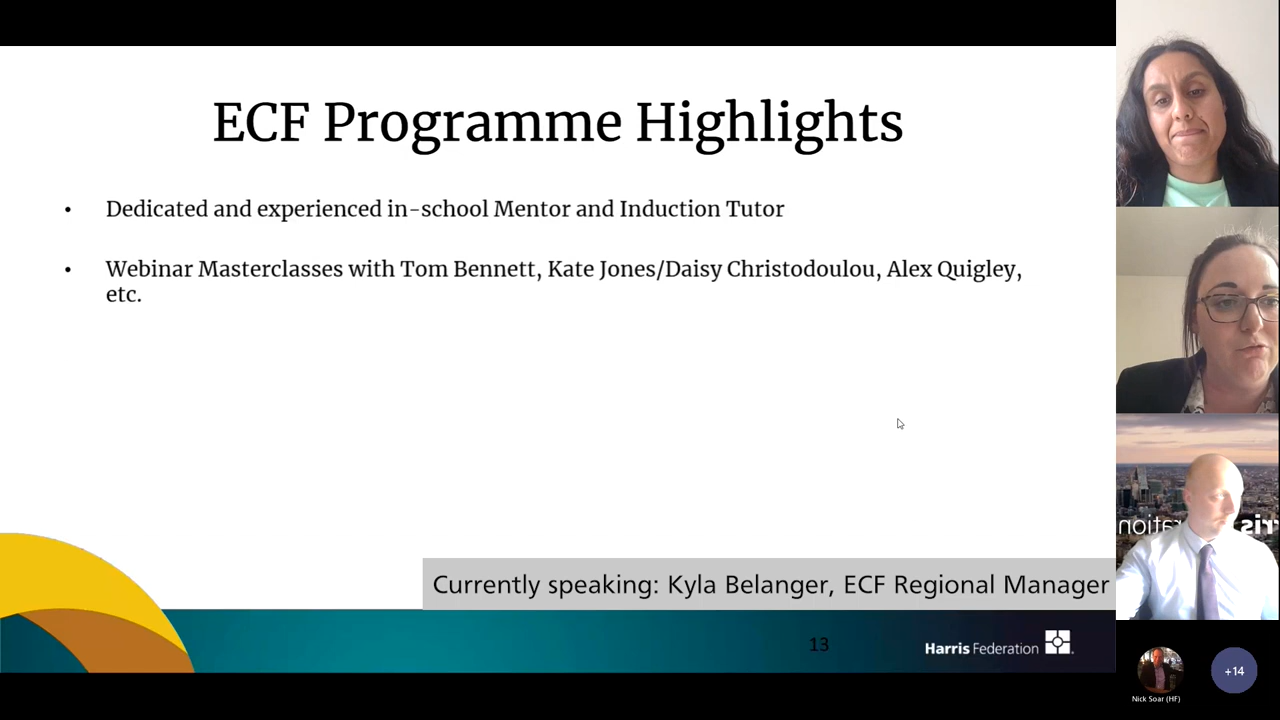 ECF Programme Highlights
• Dedicated and experienced in-school Mentor and Induction Tutor
• Webinar Masterclasses with Tom Bennett, Kate Jones/Daisy Christodoulou, Alex Quigley,
etc.
Currently speaking: Kyla Belanger, ECF Regional Manager
13
Harris Federation
Nick Soar (HF)
+14